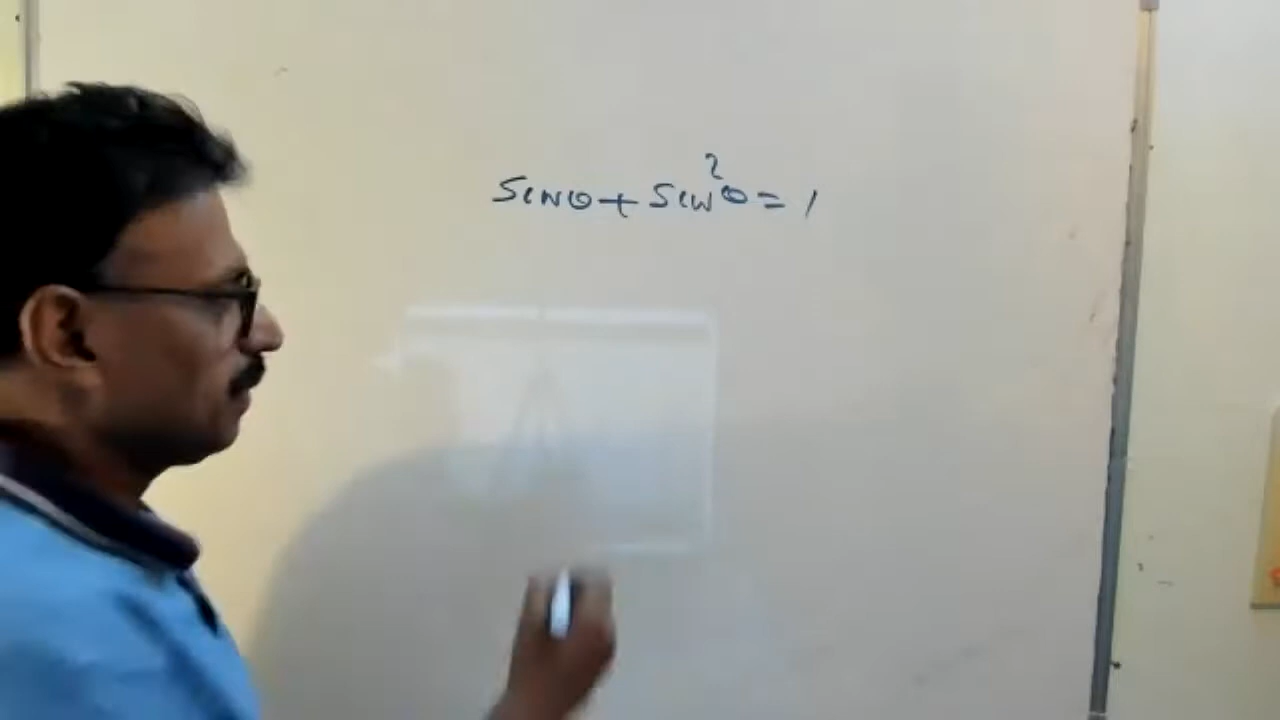 sinθ + sin²θ = 1